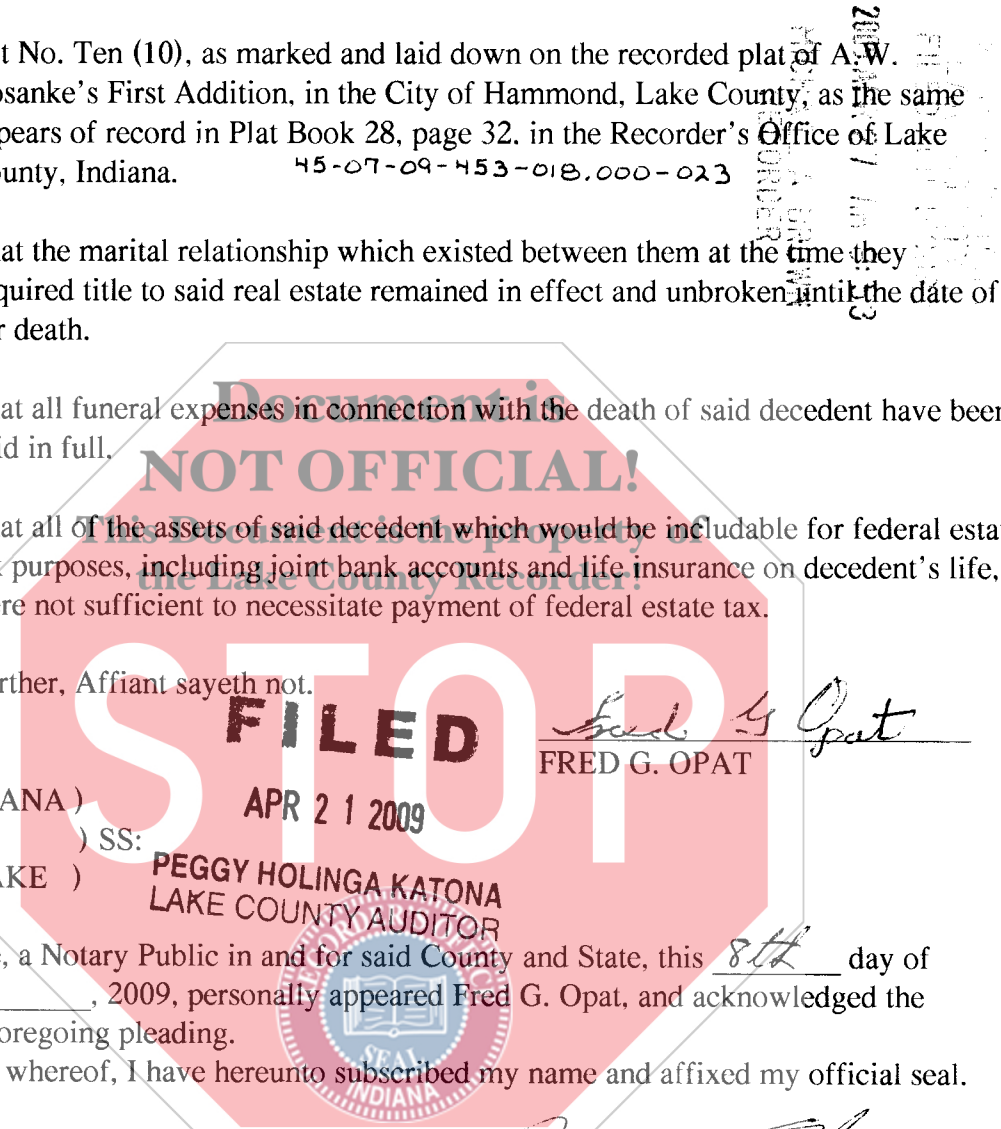 t No. Ten (10), as marked and laid down on the recorded plat of A.W.
osanke's First Addition, in the City of Hammond, Lake County, as the same
pears of record in Plat Book 28, page 32. in the Recorder's Office of Lake
ounty, Indiana. 45-07-09-453-018.000-023
at the marital relationship which existed between them at the time they
quired title to said real estate remained in effect and unbroken until the date of
r death.
at all funeral expenses in connection with the death of said decedent have been
id in full.
Document is
NOT OFFICIAL!
This Document is the property of
the Lake County Recorder!
at all of the assets of said decedent which would be includable for federal esta
x purposes, including joint bank accounts and life insurance on decedent's life,
re not sufficient to necessitate payment of federal estate tax.
STOP
rther, Affiant sayeth not.
FILED
Fred G Opat
FRED G. OPAT
ANA )
APR 21 2009
) SS:
AKE )
PEGGY HOLINGA KATONA
LAKE COUNTY AUDITOR
, a Notary Public in and for said County and State, this 8th day of
, 2009, personally appeared Fred G. Opat, and acknowledged the
oregoing pleading.
whereof, I have hereunto subscribed my name and affixed my official seal.
SEAL
INDIANA